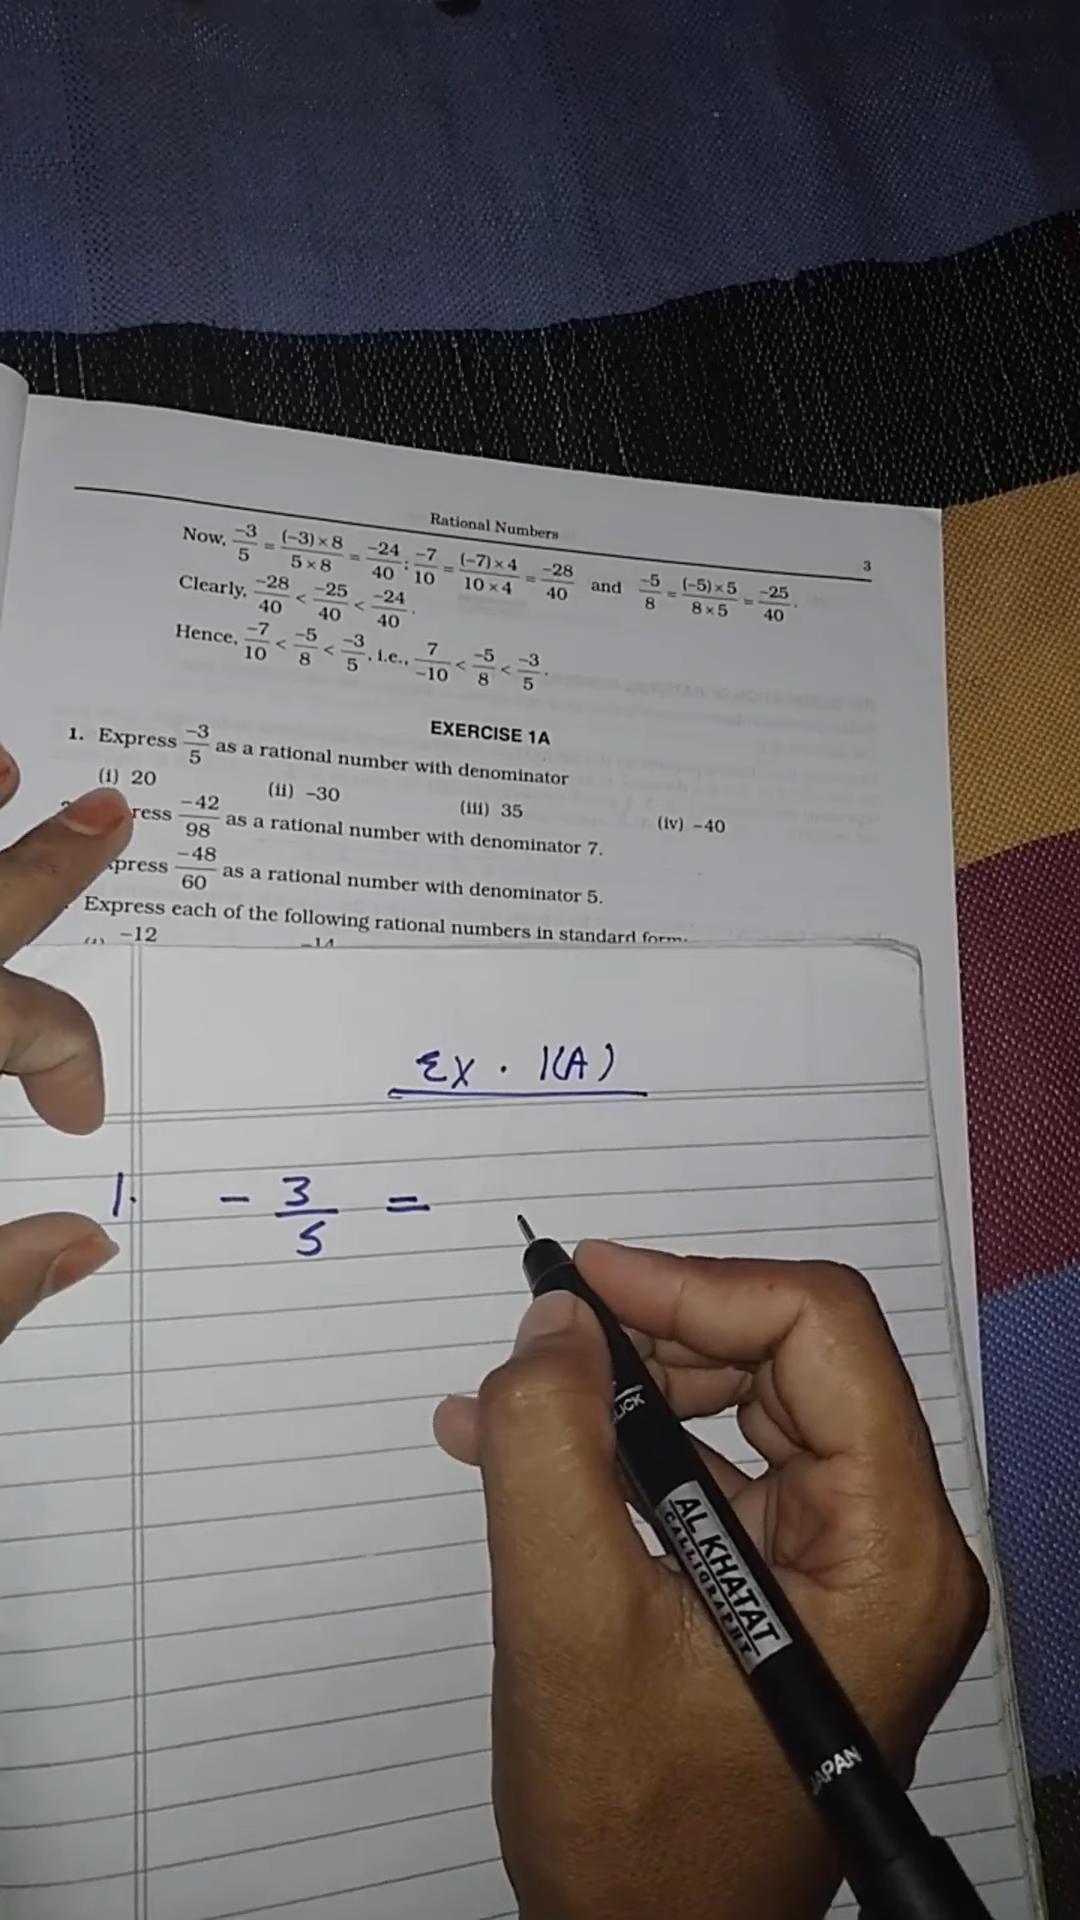 Rational Numbers
3
Now, -3/5 = (-3)×8/5×8 = -24/40; -7/10 = (-7)×4/10×4 = -28/40 and -5/8 = (-5)×5/8×5 = -25/40.
Clearly, -28/40 < -25/40 < -24/40.
Hence, -7/10 < -5/8 < -3/5, i.e., 7/-10 < -5/8 < -3/5.
EXERCISE 1A
1. Express -3/5 as a rational number with denominator
(i) 20 (ii) -30 (iii) 35 (iv) -40
ress -42/98 as a rational number with denominator 7.
xpress -48/60 as a rational number with denominator 5.
Express each of the following rational numbers in standard form:
-12 -14
Ex. 1(A)
1. -3/5 =
LICK
AL KHATAT
CALLIGRAPHY
JAPAN